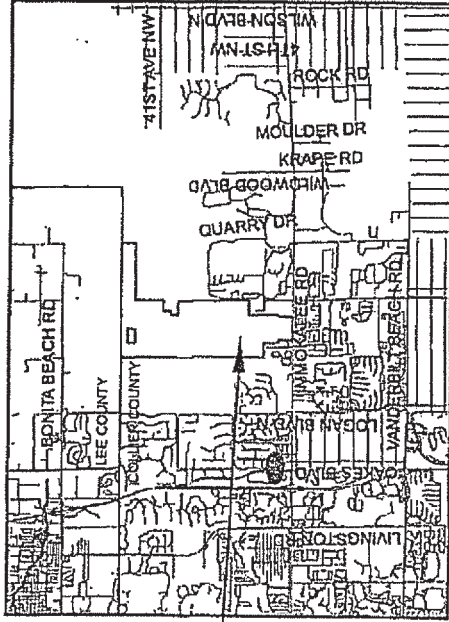 41ST AVE NW
WILSON BLVD N
4TH ST NW
ROCK RD
MOULDER DR
KRAPE RD
WILDWOOD BLVD
QUARRY DR
BONITA BEACH RD
LEE COUNTY
COLLIER COUNTY
IMMOKALEE RD
VANDERBILT BEACH RD
LOGAN BLVD N
OAKES BLVD
LIVINGSTON RD